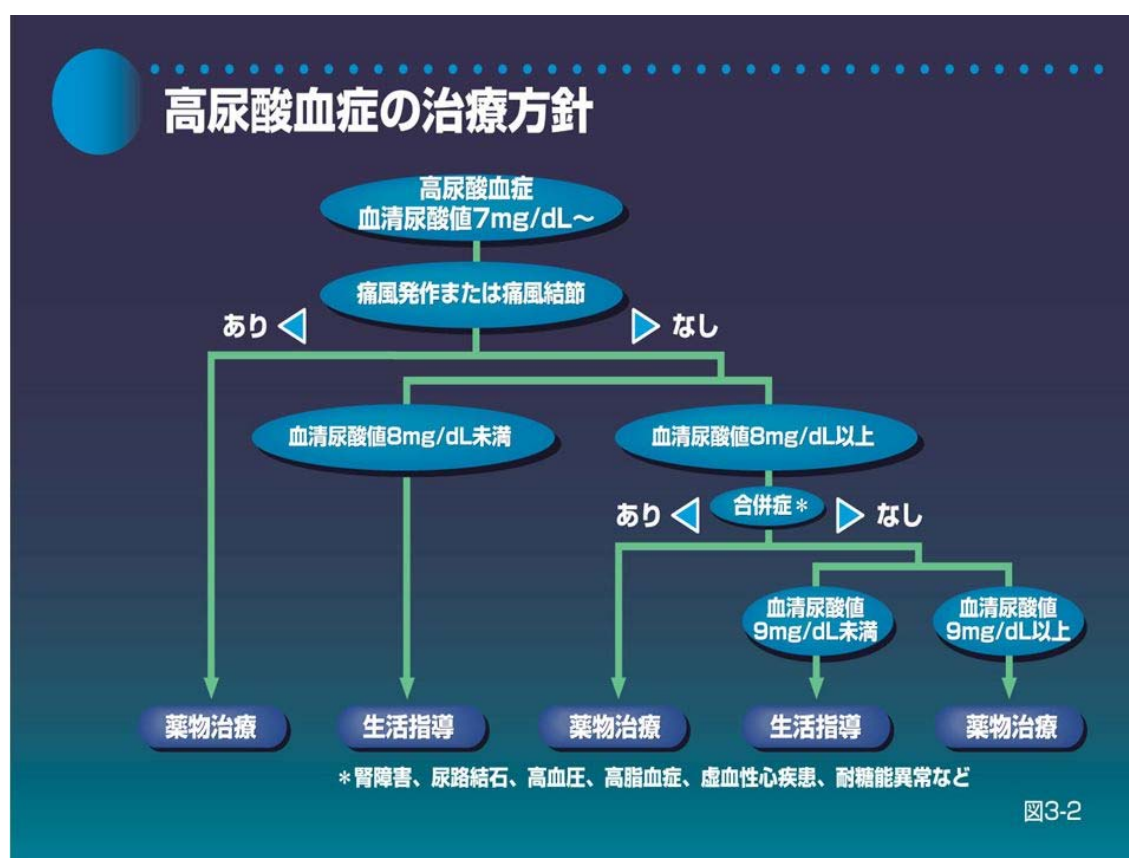 高尿酸血症の治療方針
高尿酸血症
血清尿酸値7mg/dL～
痛風発作または痛風結節
あり
なし
血清尿酸値8mg/dL未満
血清尿酸値8mg/dL以上
合併症＊
あり
なし
血清尿酸値
9mg/dL未満
血清尿酸値
9mg/dL以上
薬物治療
生活指導
薬物治療
生活指導
薬物治療
＊腎障害、尿路結石、高血圧、高脂血症、虚血性心疾患、耐糖能異常など
図3-2